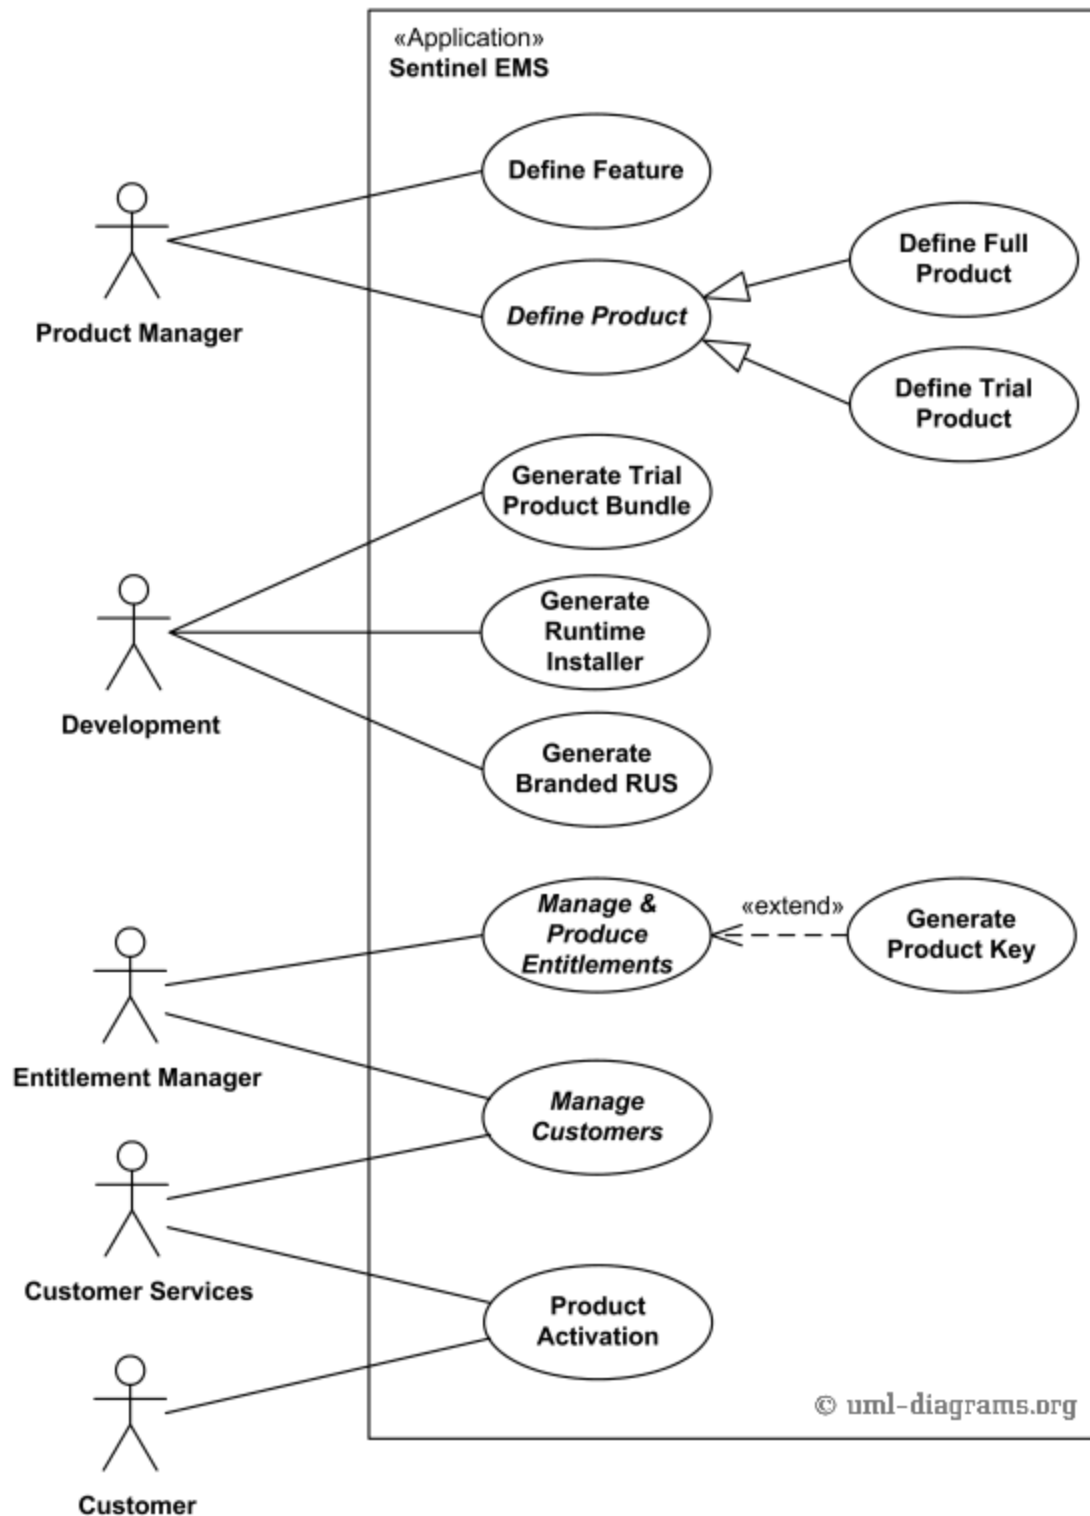 «Application»
Sentinel EMS
Define Feature
Define Full
Product
Product Manager
Define Product
Define Trial
Product
Generate Trial
Product Bundle
Generate
Runtime
Installer
Development
Generate
Branded RUS
Manage &
Produce
Entitlements
«extend»
Generate
Product Key
Entitlement Manager
Manage
Customers
Customer Services
Product
Activation
© uml-diagrams.org
Customer